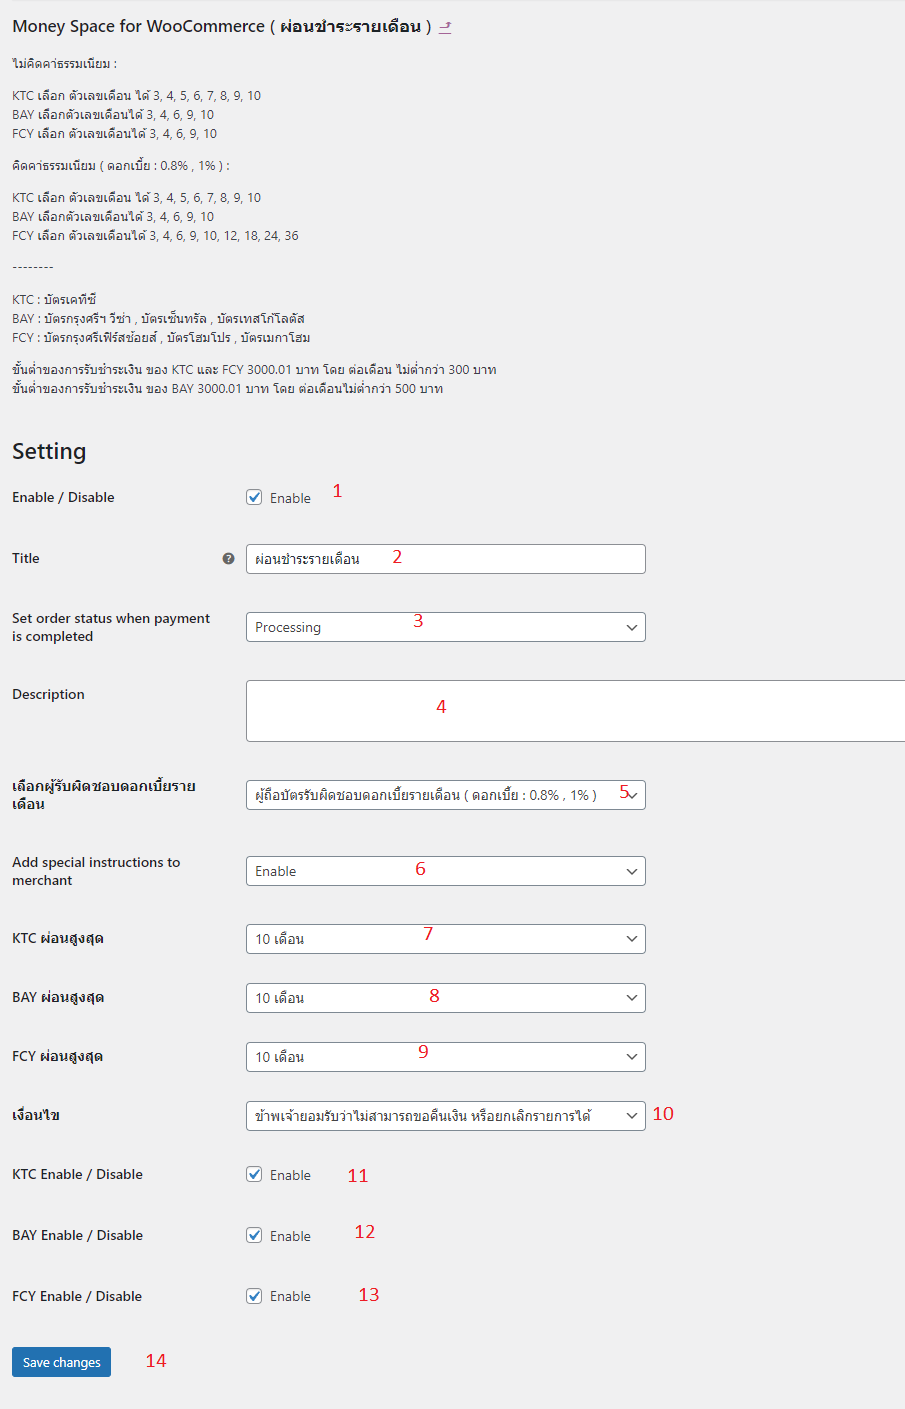 Money Space for WooCommerce ( ผ่อนชำระรายเดือน ) ⤴
ไม่คิดค่าธรรมเนียม :
KTC เลือก ตัวเลขเดือน ได้ 3, 4, 5, 6, 7, 8, 9, 10
BAY เลือกตัวเลขเดือนได้ 3, 4, 6, 9, 10
FCY เลือก ตัวเลขเดือนได้ 3, 4, 6, 9, 10
คิดค่าธรรมเนียม ( ดอกเบี้ย : 0.8% , 1% ) :
KTC เลือก ตัวเลขเดือน ได้ 3, 4, 5, 6, 7, 8, 9, 10
BAY เลือกตัวเลขเดือนได้ 3, 4, 6, 9, 10
FCY เลือก ตัวเลขเดือนได้ 3, 4, 6, 9, 10, 12, 18, 24, 36
--------
KTC : บัตรเคทีซี
BAY : บัตรกรุงศรีฯ วีซ่า , บัตรเซ็นทรัล , บัตรเทสโก้โลตัส
FCY : บัตรกรุงศรีเฟิร์สช้อยส์ , บัตรโฮมโปร , บัตรเมกาโฮม
ขั้นต่ำของการรับชำระเงิน ของ KTC และ FCY 3000.01 บาท โดย ต่อเดือน ไม่ต่ำกว่า 300 บาท
ขั้นต่ำของการรับชำระเงิน ของ BAY 3000.01 บาท โดย ต่อเดือนไม่ต่ำกว่า 500 บาท
Setting
Enable / Disable Enable 1
Title ? ผ่อนชำระรายเดือน 2
Set order status when payment
is completed
Processing 3
Description 4
เลือกผู้รับผิดชอบดอกเบี้ยราย
เดือน
ผู้ถือบัตรรับผิดชอบดอกเบี้ยรายเดือน ( ดอกเบี้ย : 0.8% , 1% ) 5
Add special instructions to
merchant
Enable 6
KTC ผ่อนสูงสุด 10 เดือน 7
BAY ผ่อนสูงสุด 10 เดือน 8
FCY ผ่อนสูงสุด 10 เดือน 9
เงื่อนไข ข้าพเจ้ายอมรับว่าไม่สามารถขอคืนเงิน หรือยกเลิกรายการได้ 10
KTC Enable / Disable Enable 11
BAY Enable / Disable Enable 12
FCY Enable / Disable Enable 13
Save changes 14